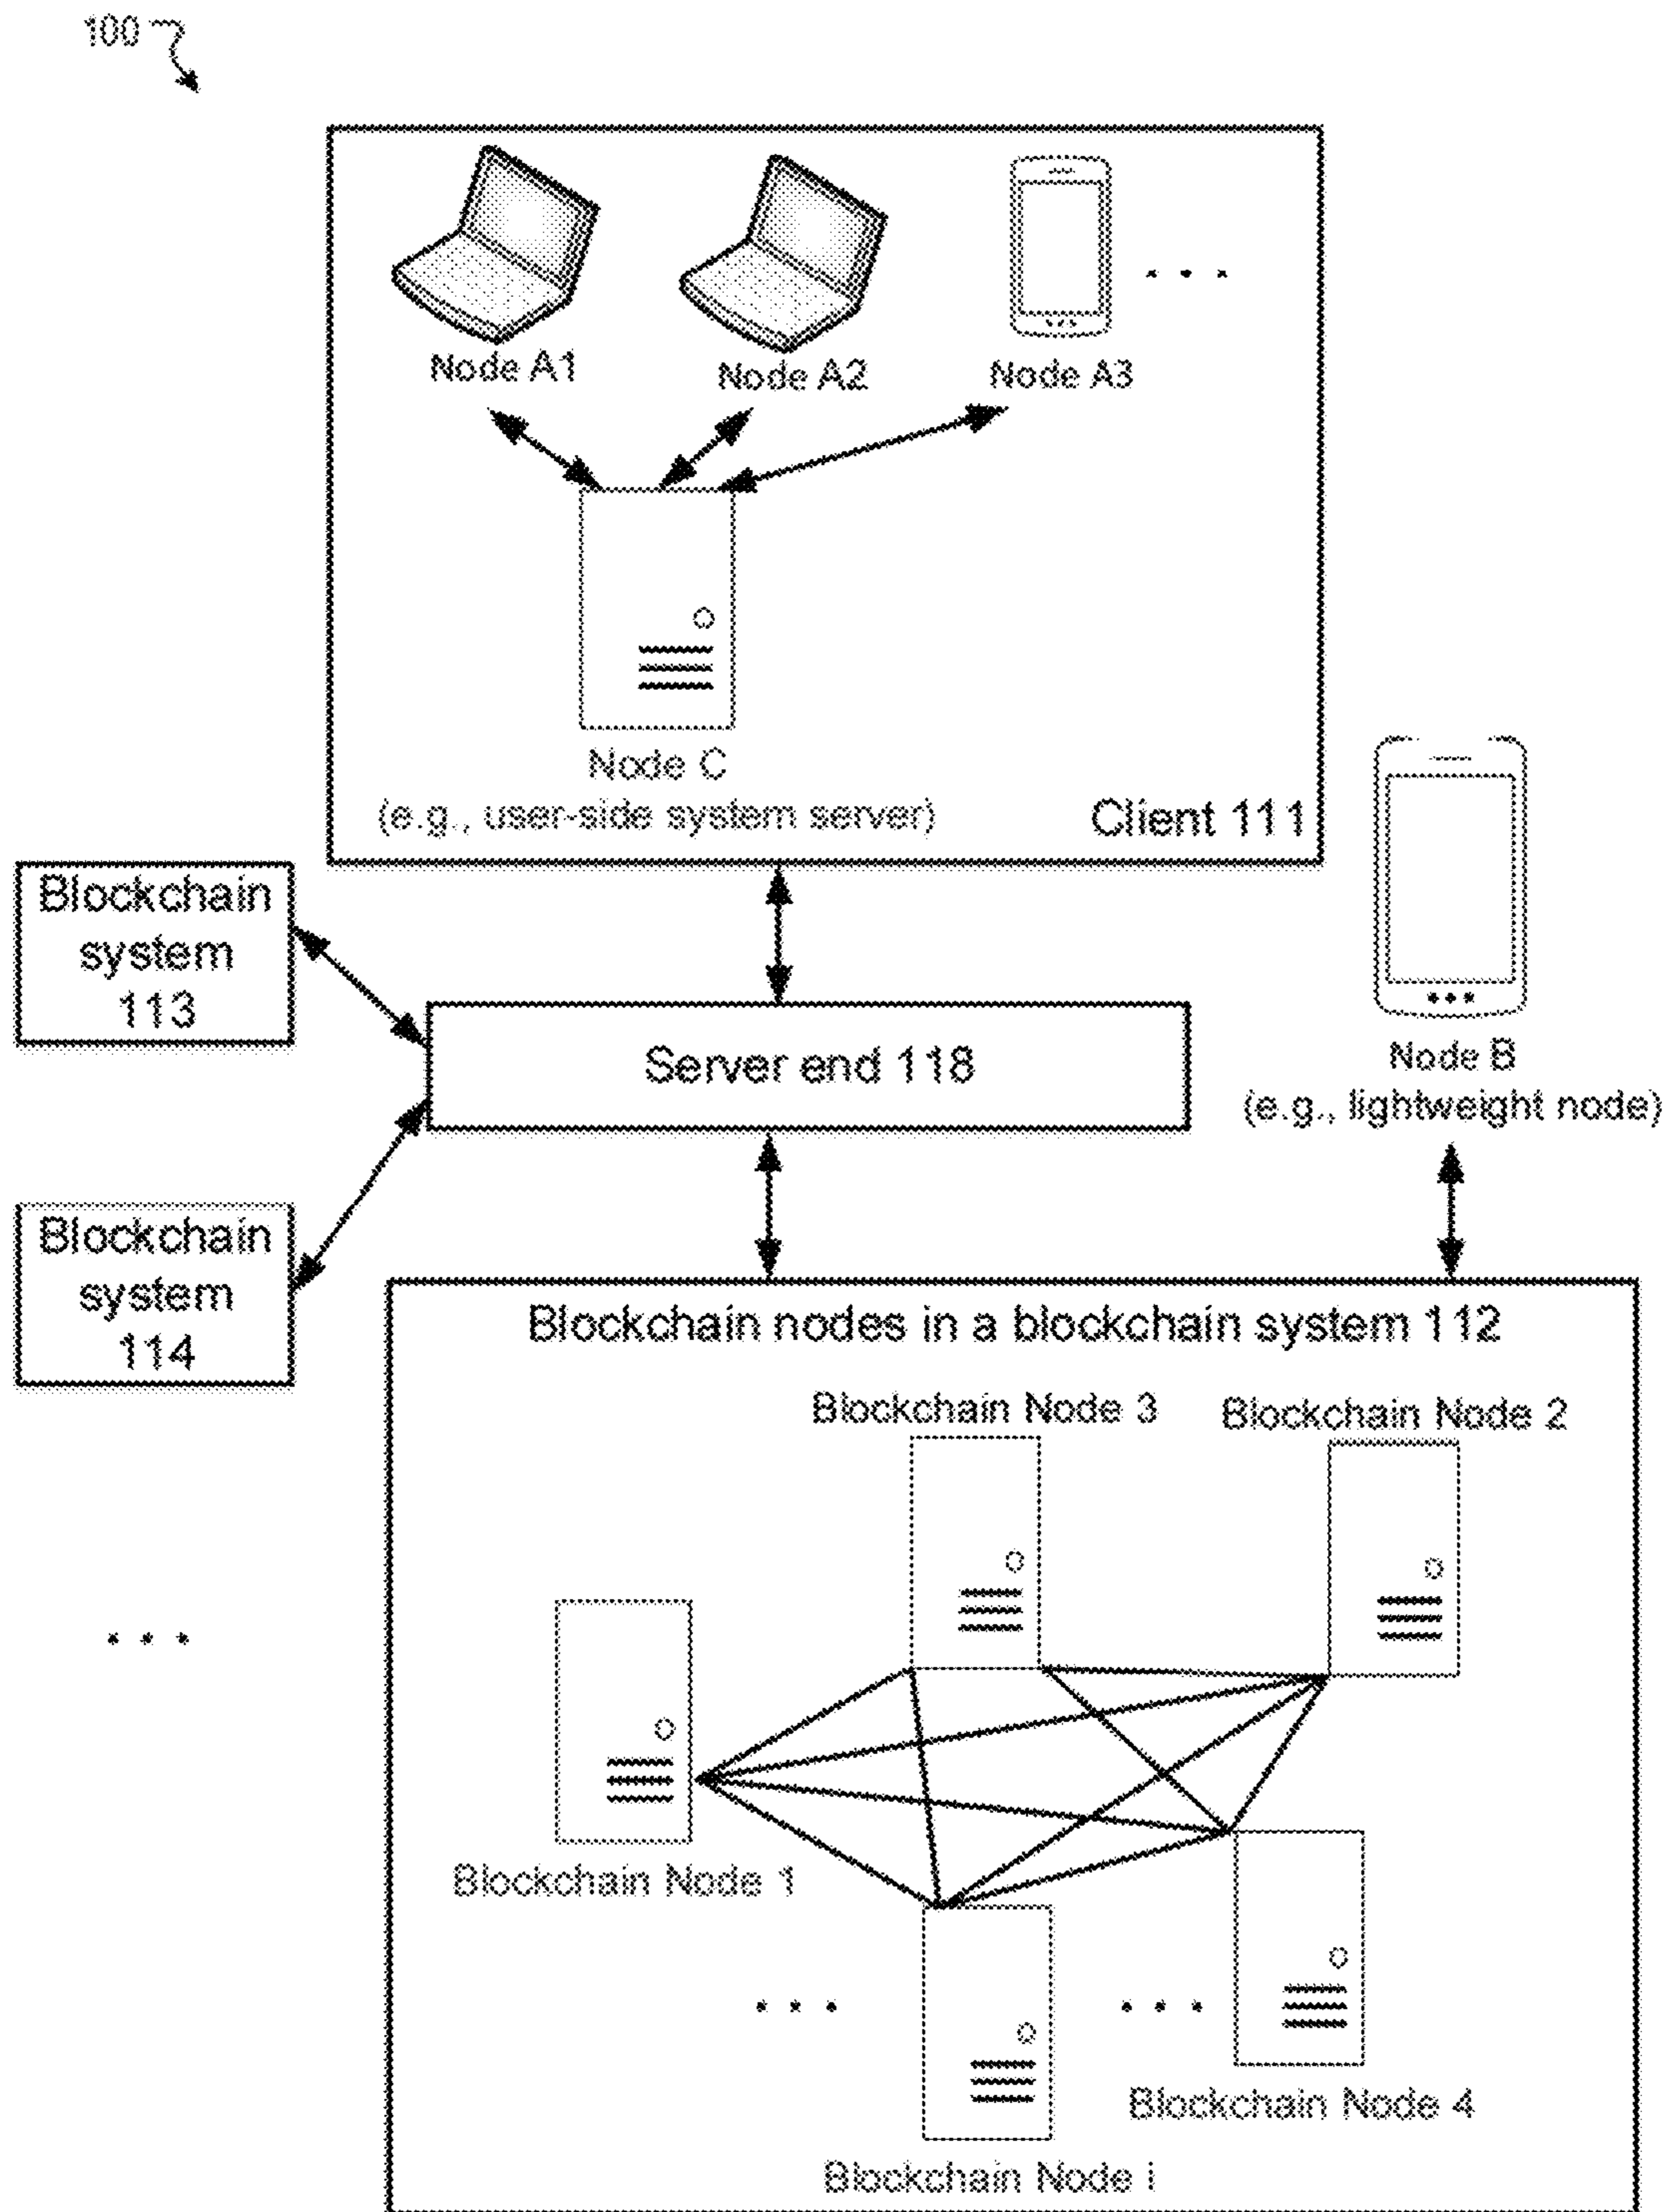 100
Node A1
Node A2
Node A3
. . .
Node C
(e.g., user-side system server)
Client 111
Blockchain
system
113
Server end 118
Node B
(e.g., lightweight node)
Blockchain
system
114
Blockchain nodes in a blockchain system 112
Blockchain Node 3
Blockchain Node 2
. . .
Blockchain Node 1
. . .
. . .
Blockchain Node 4
Blockchain Node i